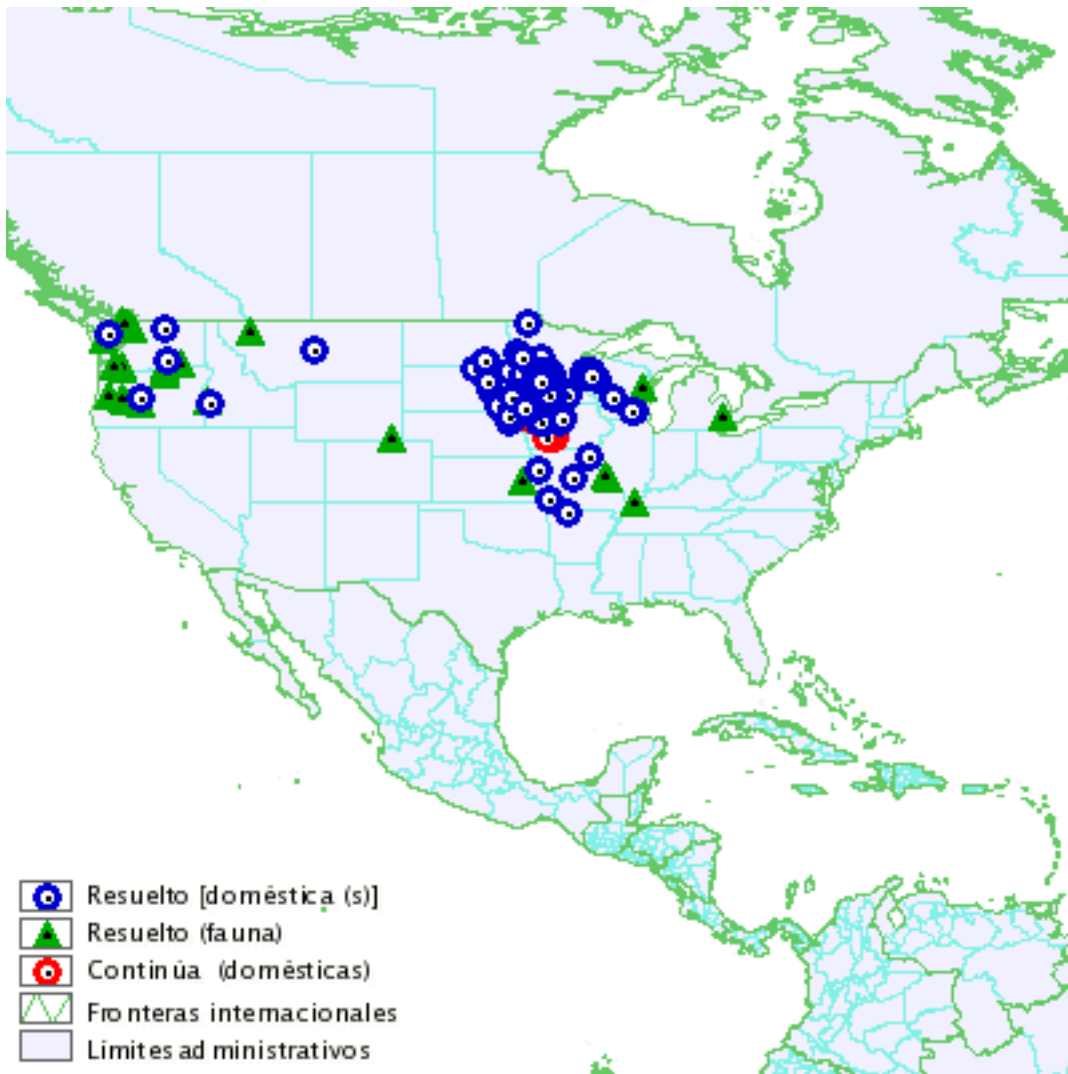 Resuelto [doméstica (s)]
Resuelto (fauna)
Continúa (domésticas)
Fronteras internacionales
Límites administrativos